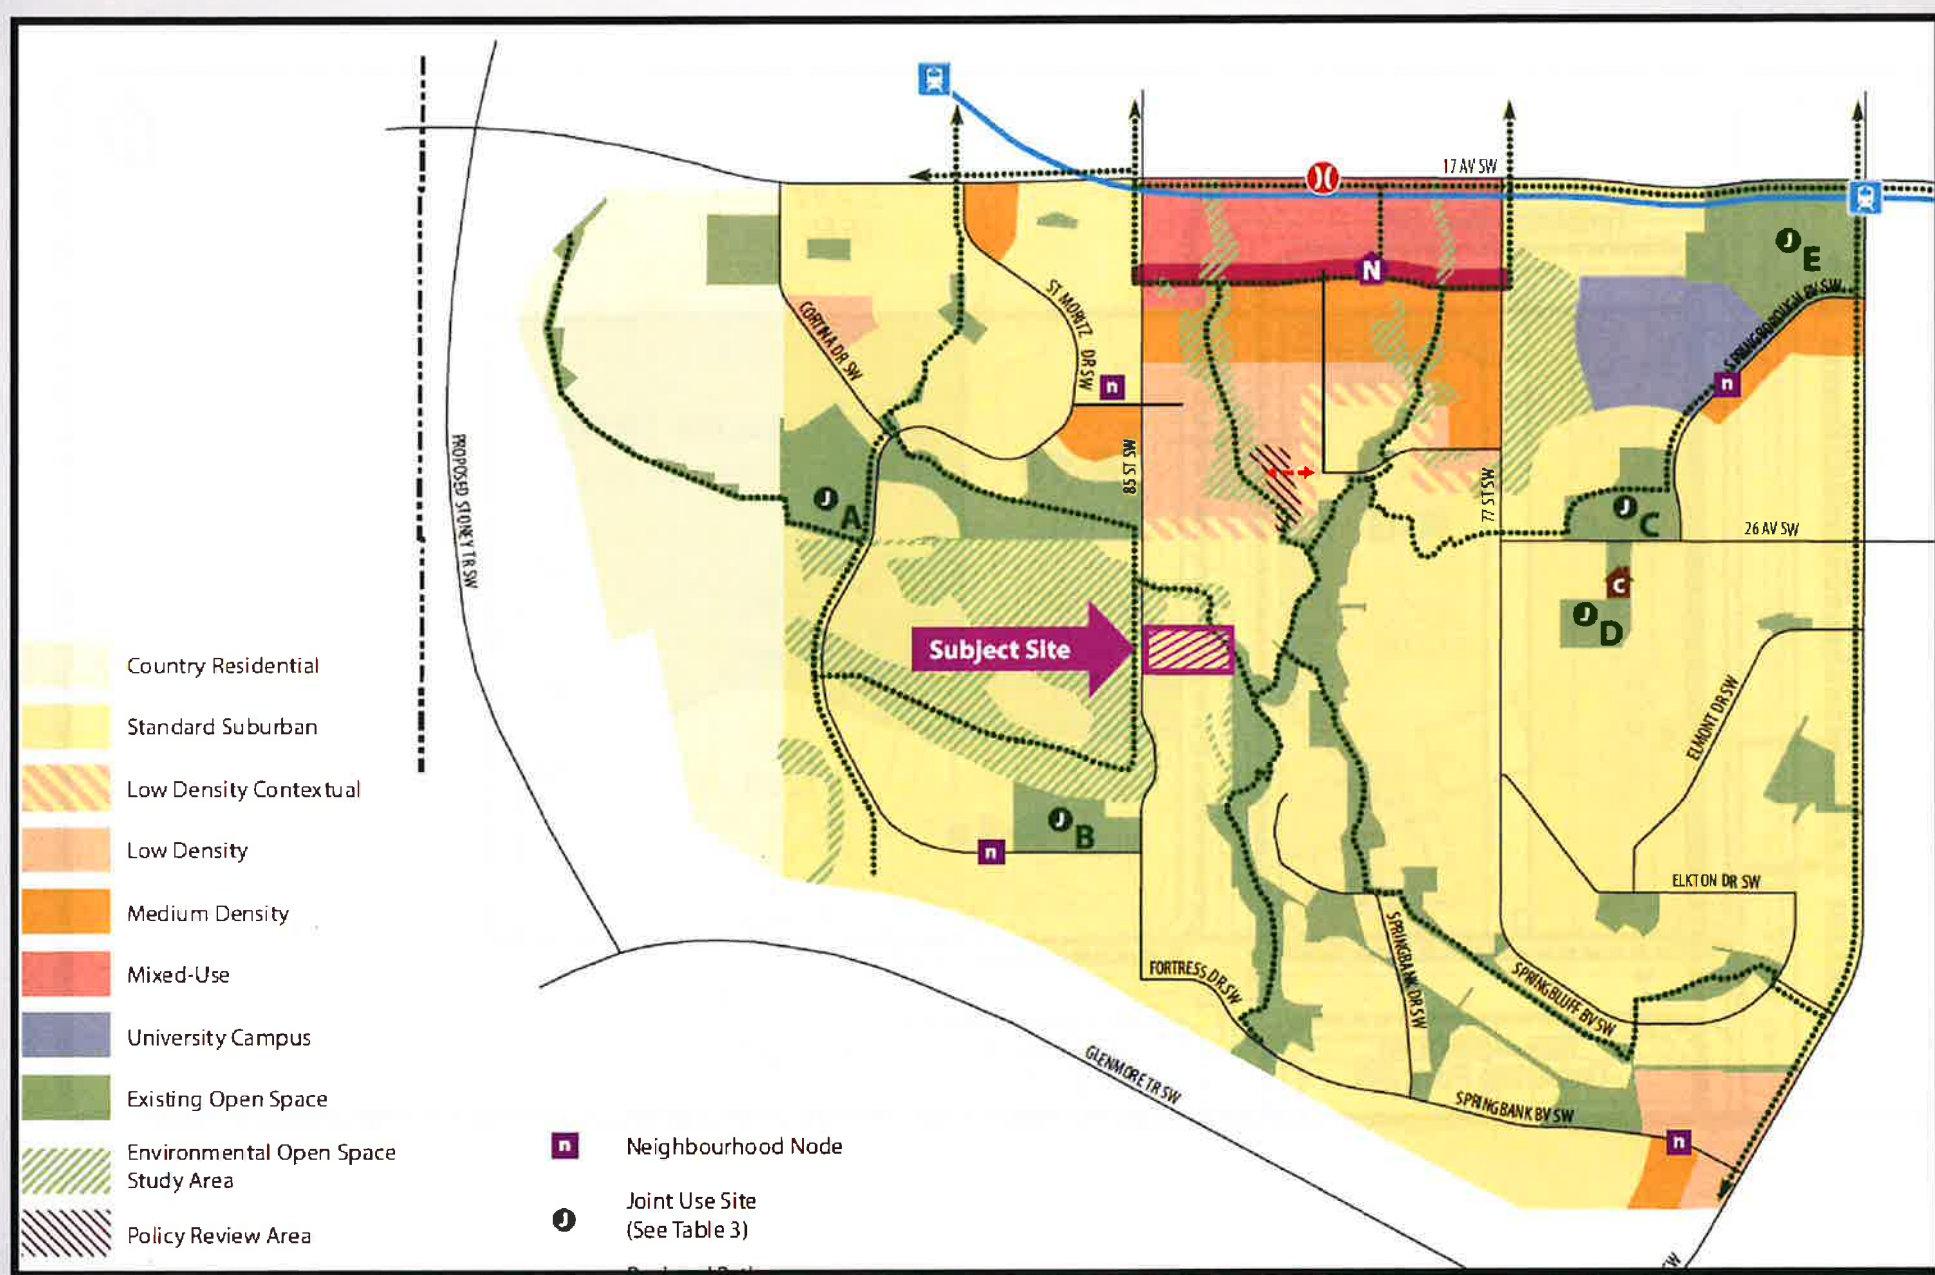 17 AV SW
N
J E
CORTINA DR SW
ST MORITZ DR SW
SPRINGBOROUGH BV SW
n
n
85 ST SW
77 ST SW
PROPOSED STONEY TR SW
J A
J C
26 AV SW
C
J D
Subject Site
ELMONT DR SW
J B
n
ELKTON DR SW
FORTRESS DR SW
SPRINGBANK DR SW
SPRINGBLUFF BV SW
GLENMORE TR SW
SPRINGBANK BV SW
n
SW
Country Residential
Standard Suburban
Low Density Contextual
Low Density
Medium Density
Mixed-Use
University Campus
Existing Open Space
Environmental Open Space
Study Area
Policy Review Area
n Neighbourhood Node
J Joint Use Site
(See Table 3)